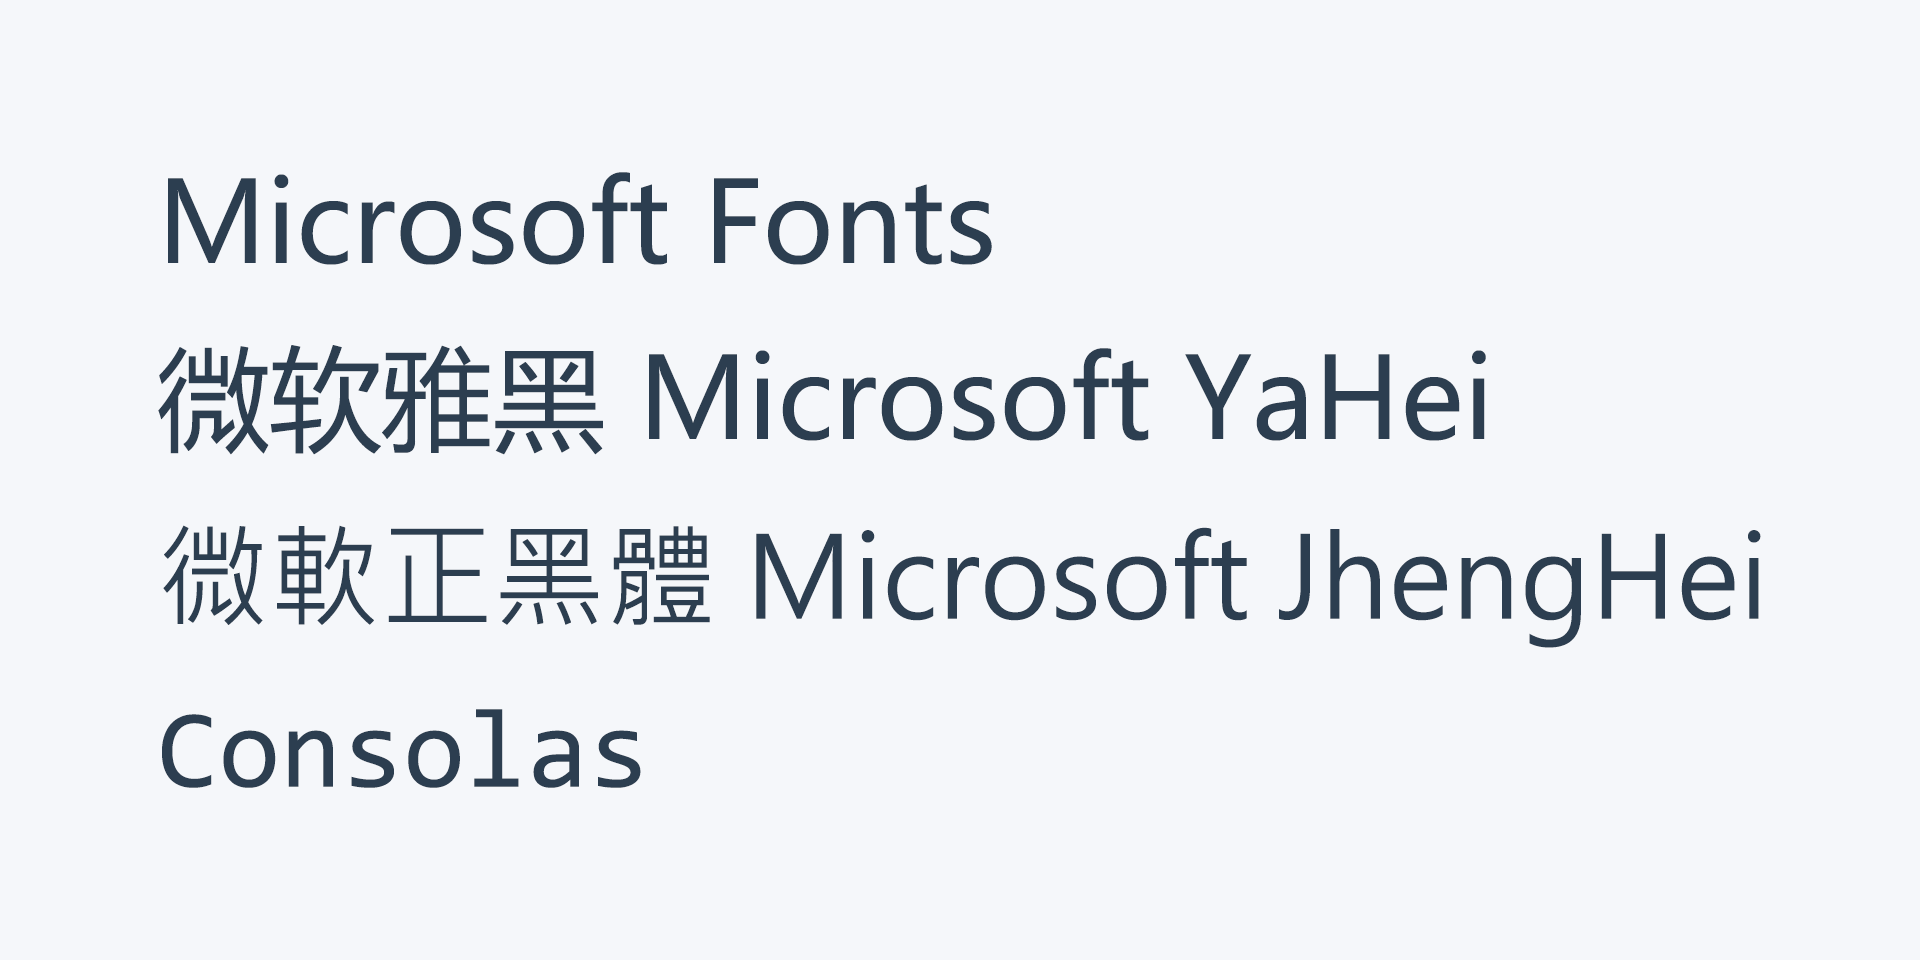 Microsoft Fonts
微软雅黑 Microsoft YaHei
微軟正黑體 Microsoft JhengHei
Consolas